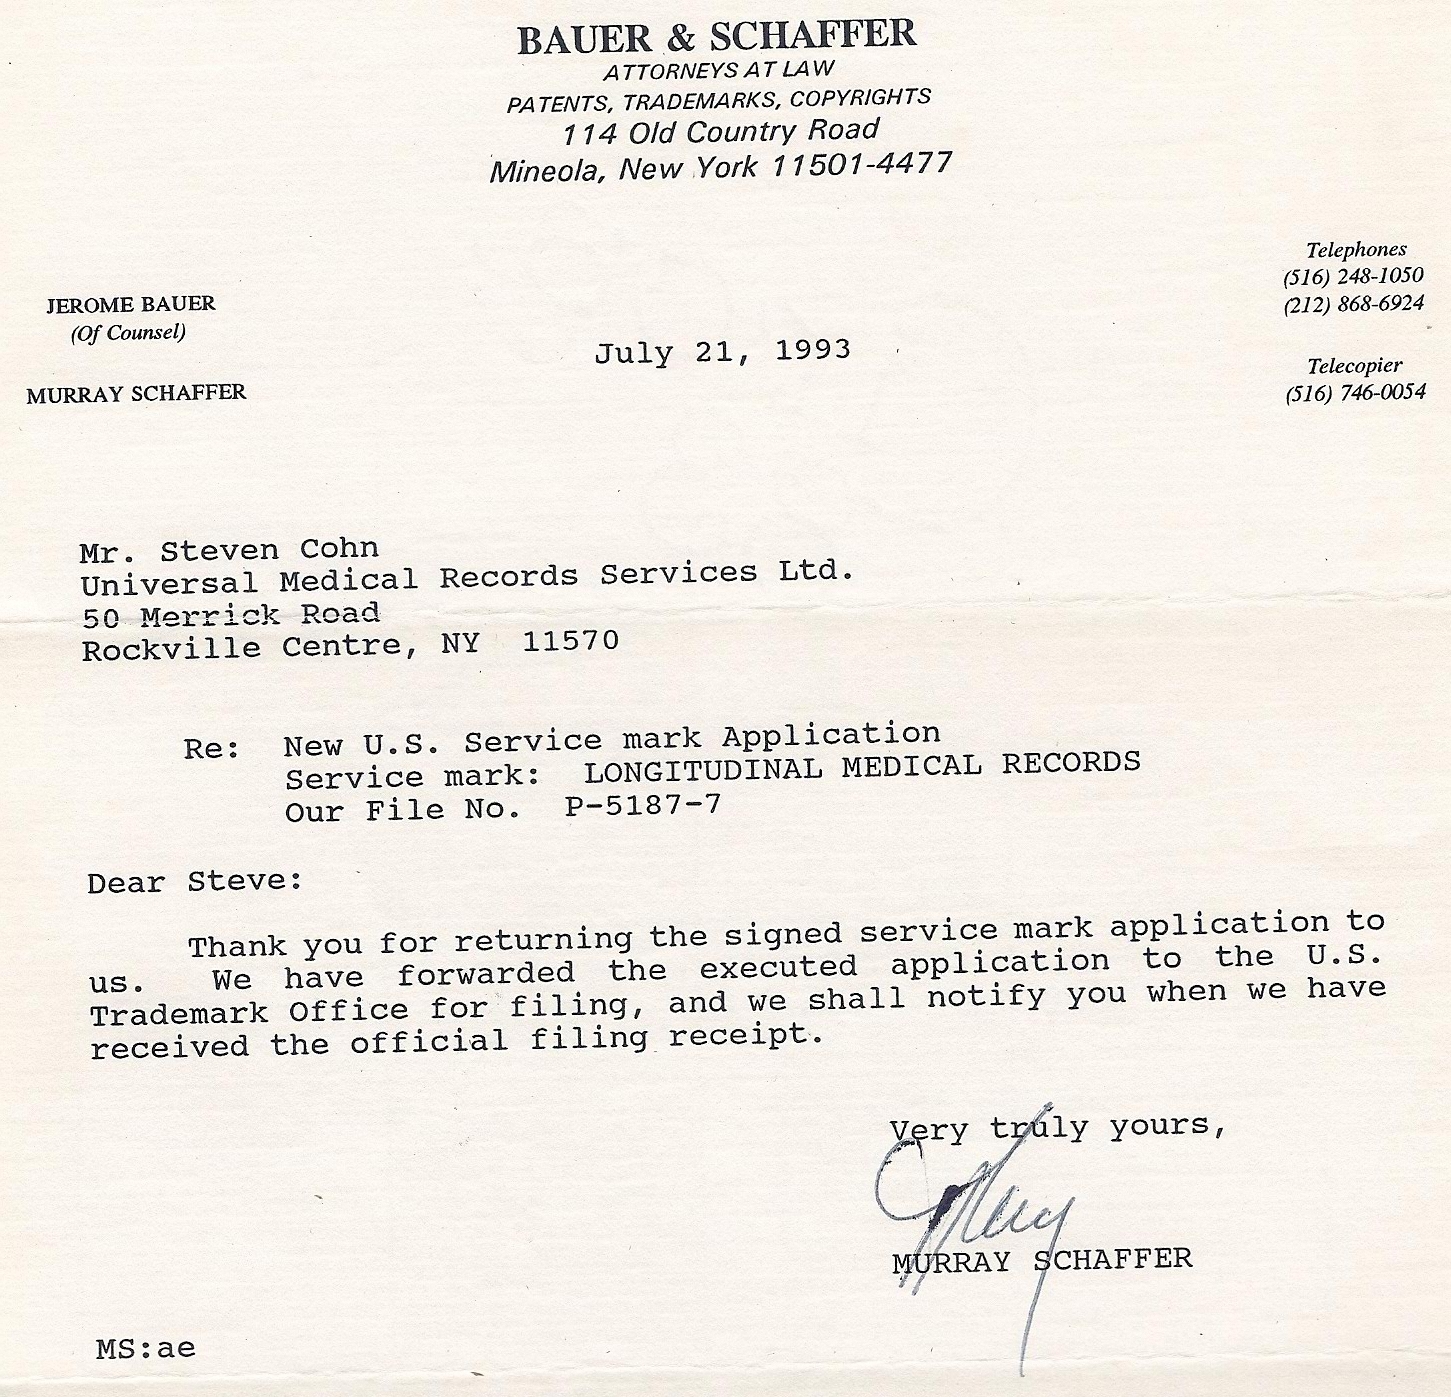 BAUER & SCHAFFER
ATTORNEYS AT LAW
PATENTS, TRADEMARKS, COPYRIGHTS
114 Old Country Road
Mineola, New York 11501-4477
Telephones
(516) 248-1050
(212) 868-6924
Telecopier
(516) 746-0054
JEROME BAUER
(Of Counsel)
MURRAY SCHAFFER
July 21, 1993
Mr. Steven Cohn
Universal Medical Records Services Ltd.
50 Merrick Road
Rockville Centre, NY 11570
Re: New U.S. Service mark Application
Service mark: LONGITUDINAL MEDICAL RECORDS
Our File No. P-5187-7
Dear Steve:
Thank you for returning the signed service mark application to
us. We have forwarded the executed application to the U.S.
Trademark Office for filing, and we shall notify you when we have
received the official filing receipt.
Very truly yours,
MURRAY SCHAFFER
MS:ae